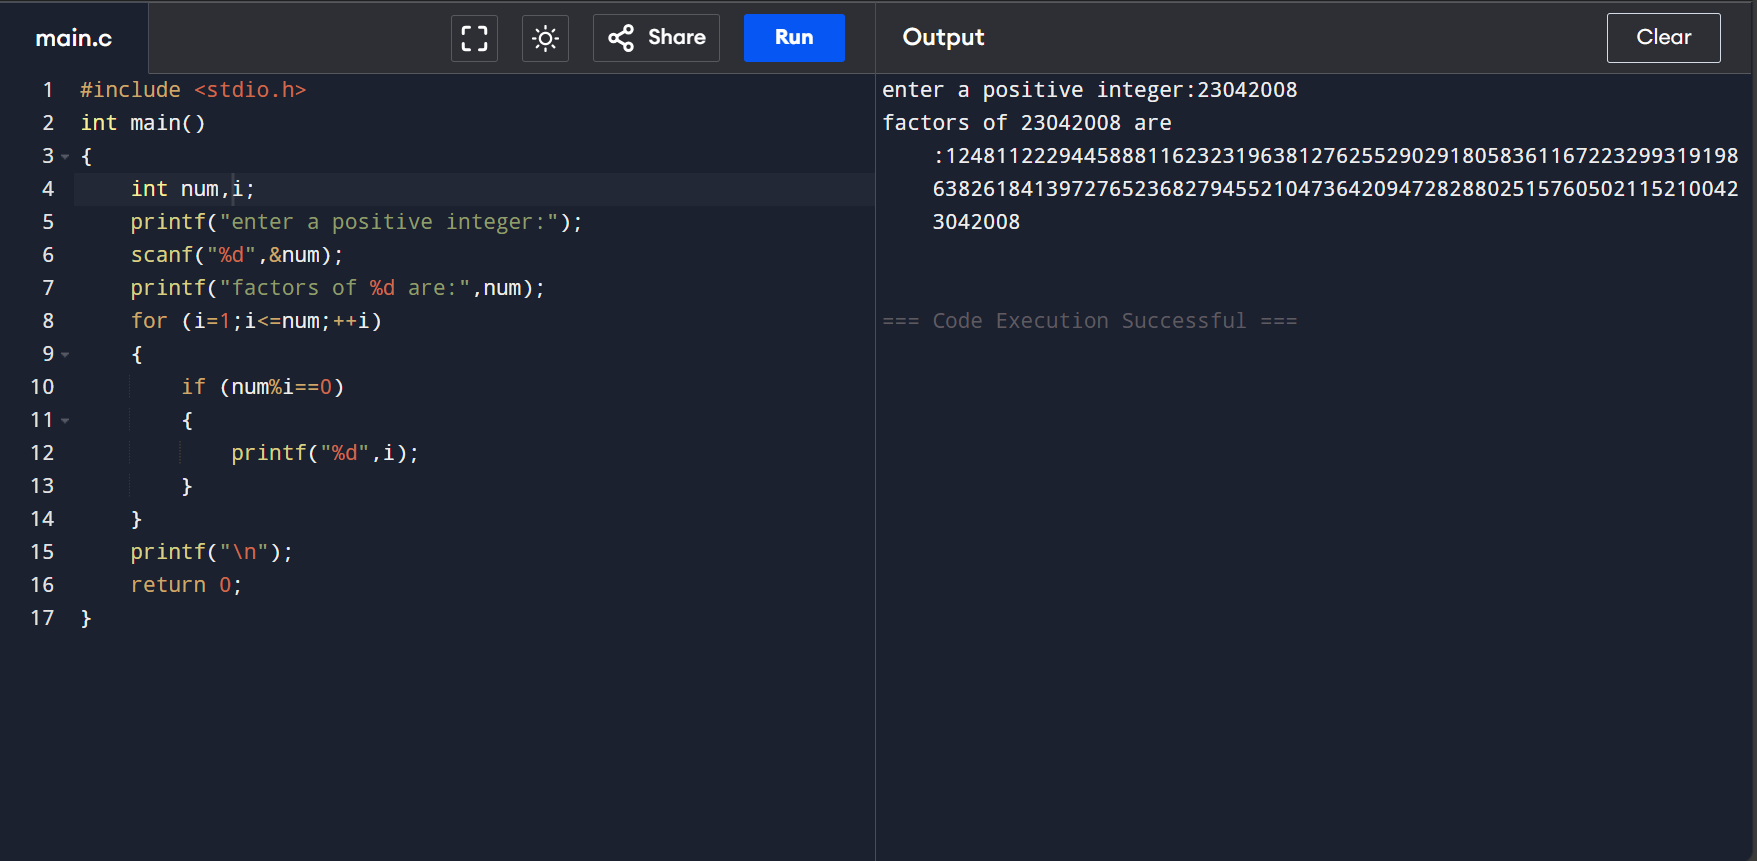 main.c
Share
Run
Output
Clear
1 #include <stdio.h>
2 int main()
3 {
4     int num,i;
5     printf("enter a positive integer:");
6     scanf("%d",&num);
7     printf("factors of %d are:",num);
8     for (i=1;i<=num;++i)
9     {
10         if (num%i==0)
11         {
12             printf("%d",i);
13         }
14     }
15     printf("\n");
16     return 0;
17 }
enter a positive integer:23042008
factors of 23042008 are
:1248112229445888811623231963812762552902918058361167223299319198
6382618413972765236827945521047364209472828802515760502115210042
3042008
=== Code Execution Successful ===